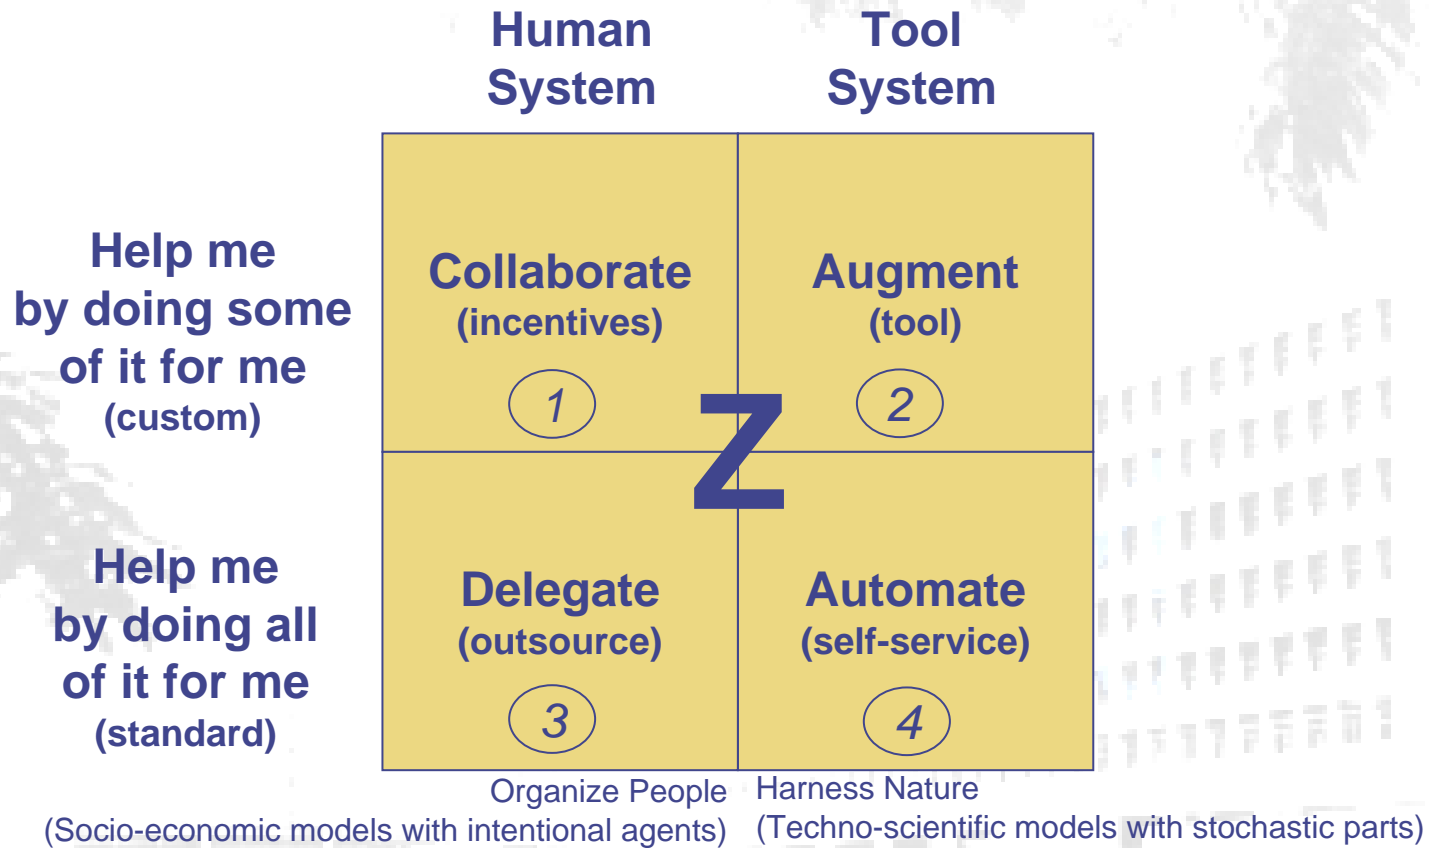 Human
System
Tool
System
Help me
by doing some
of it for me
(custom)
Collaborate
(incentives)
1
Augment
(tool)
2
Z
Help me
by doing all
of it for me
(standard)
Delegate
(outsource)
3
Automate
(self-service)
4
Organize People
(Socio-economic models with intentional agents)
Harness Nature
(Techno-scientific models with stochastic parts)